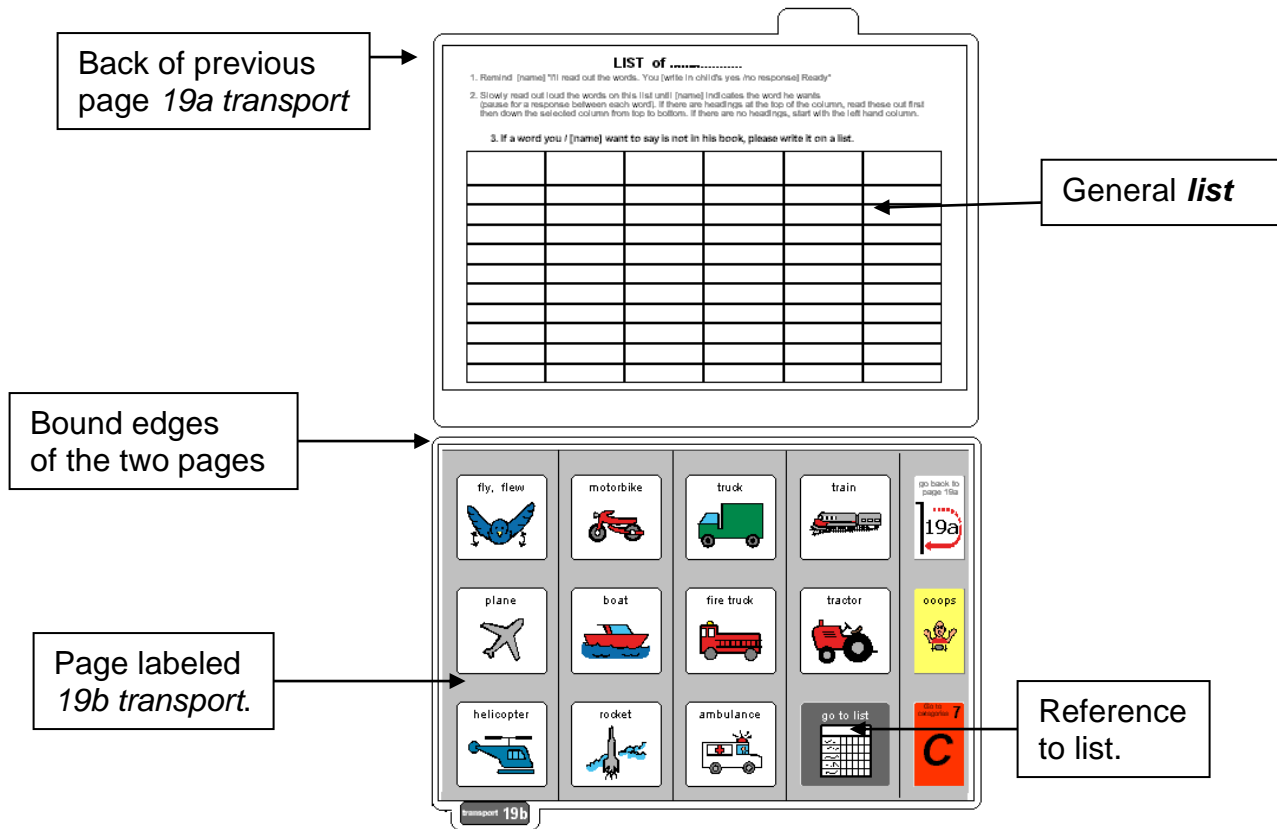 Back of previous
page 19a transport
LIST of ...................
1. Remind [name] "I'll read out the words. You [write in child's yes /no response] Ready"
2. Slowly read out loud the words on this list until [name] indicates the word he wants
(pause for a response between each word). If there are headings at the top of the column, read these out first
then down the selected column from top to bottom. If there are no headings, start with the left hand column.
3. If a word you / [name] want to say is not in his book, please write it on a list.
General list
Bound edges
of the two pages
fly, flew
motorbike
truck
train
go back to
page 19a
19a
plane
boat
fire truck
tractor
ooops
Page labeled
19b transport.
helicopter
rocket
ambulance
go to list
Go to
categories 7
C
Reference
to list.
transport 19b